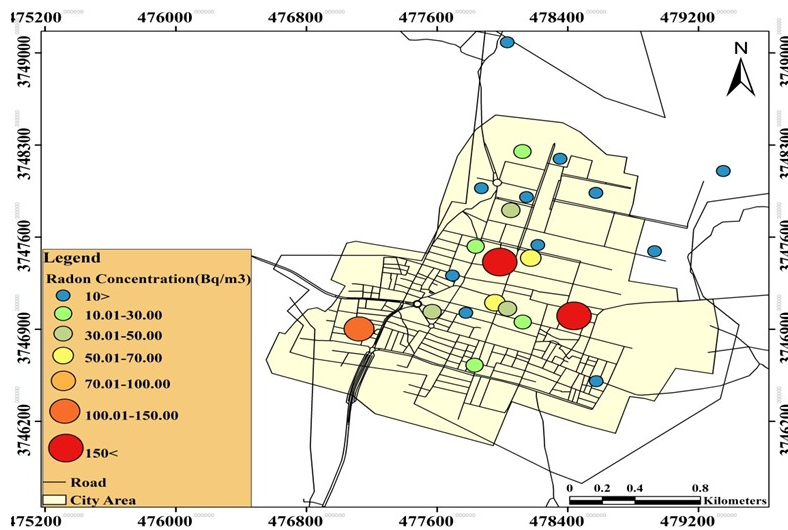 475200 476000 476800 477600 478400 479200
3749000 3749000
3748300 3748300
N
3747600 3747600
3746900 3746900
3746200 3746200
Legend
Radon Concentration(Bq/m3)
10>
10.01-30.00
30.01-50.00
50.01-70.00
70.01-100.00
100.01-150.00
150<
Road
City Area
0 0.2 0.4 0.8
Kilometers
475200 476000 476800 477600 478400 479200